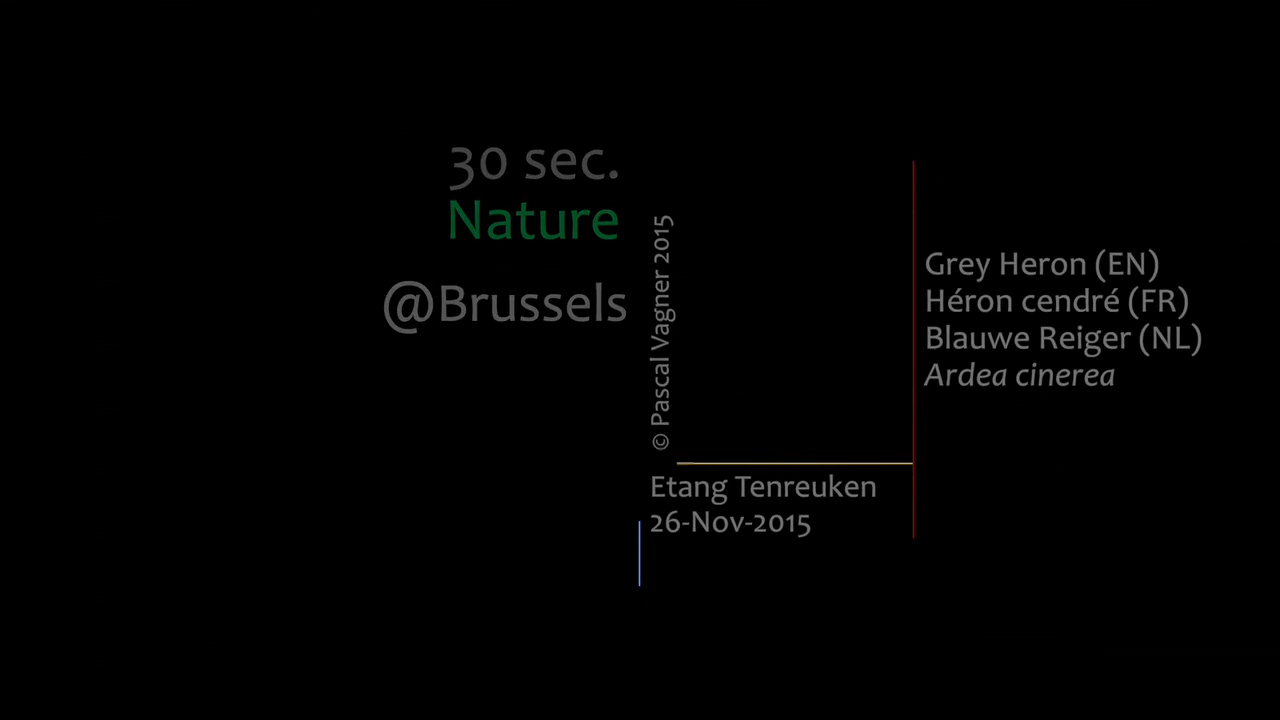 30 sec.
Nature
@Brussels
© Pascal Vagner 2015
Etang Tenreuken
26-Nov-2015
Grey Heron (EN)
Héron cendré (FR)
Blauwe Reiger (NL)
Ardea cinerea